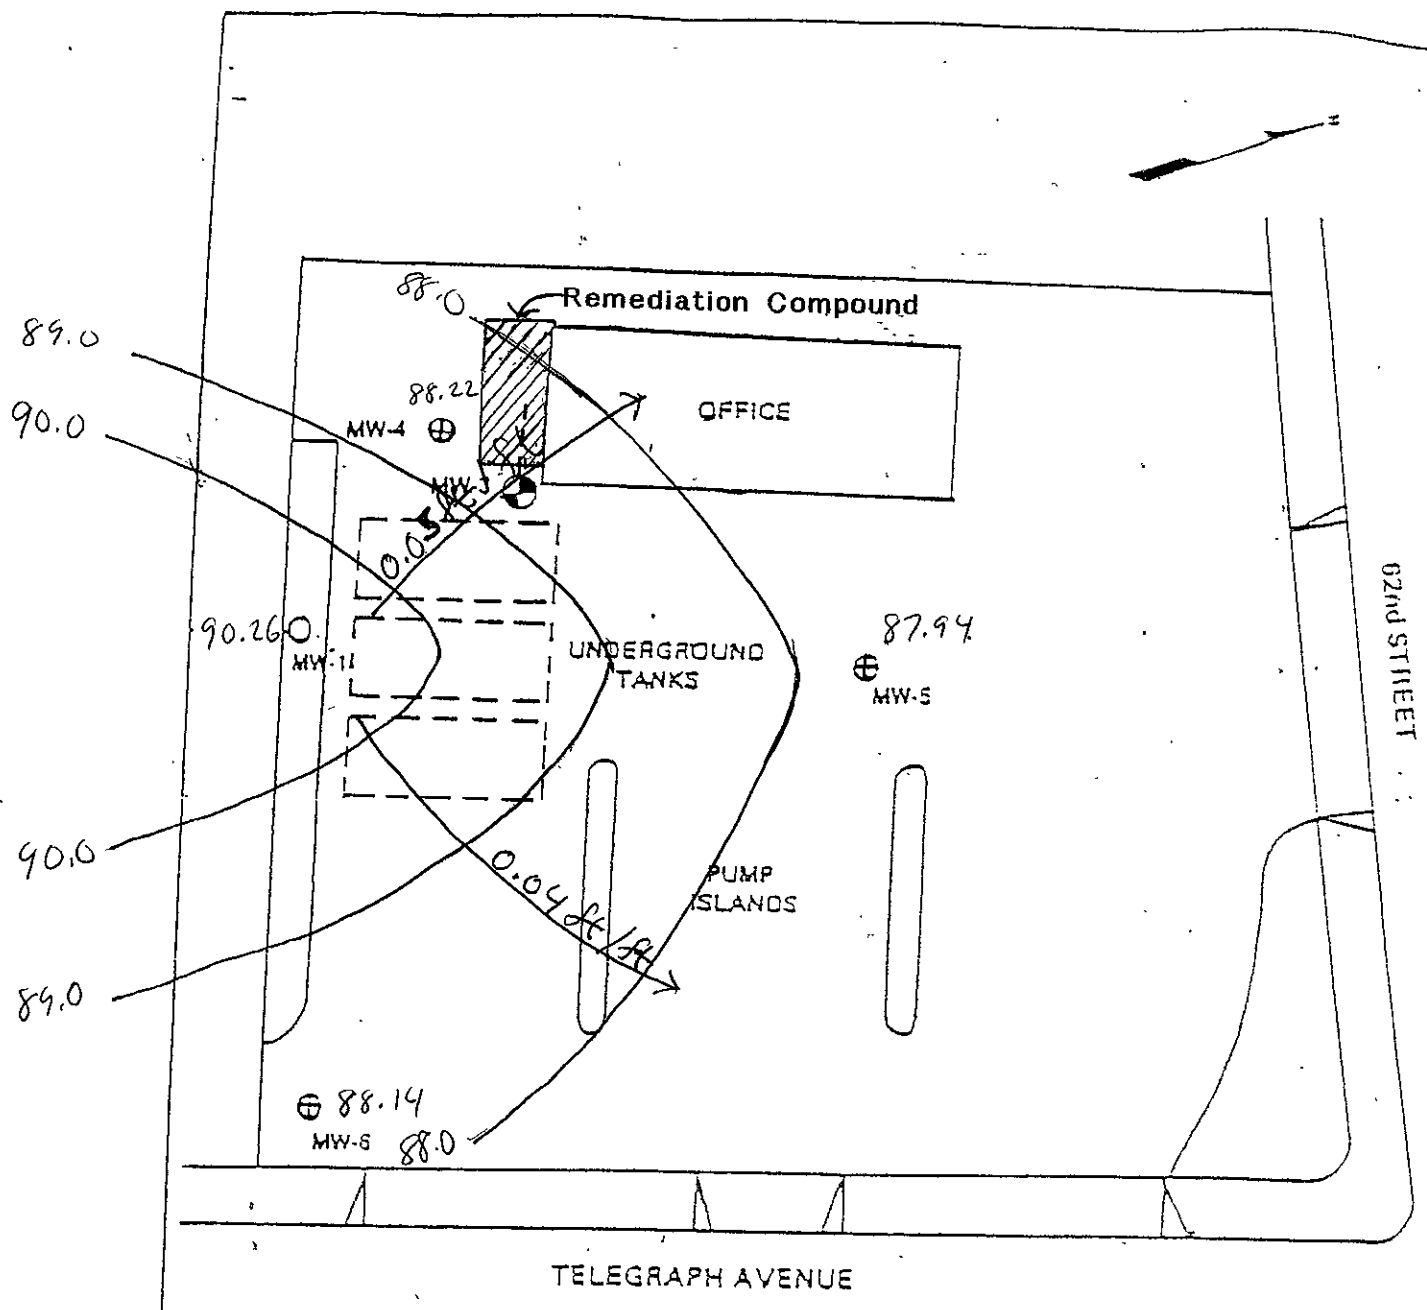 88.0
Remediation Compound
89.0
88.22
90.0
OFFICE
MW-4
MW-3
0.05
90.26
MW-1
87.94
UNDERGROUND
TANKS
MW-5
62nd STREET
90.0
0.04 ft/ft
PUMP
ISLANDS
89.0
88.14
MW-6
88.0
TELEGRAPH AVENUE